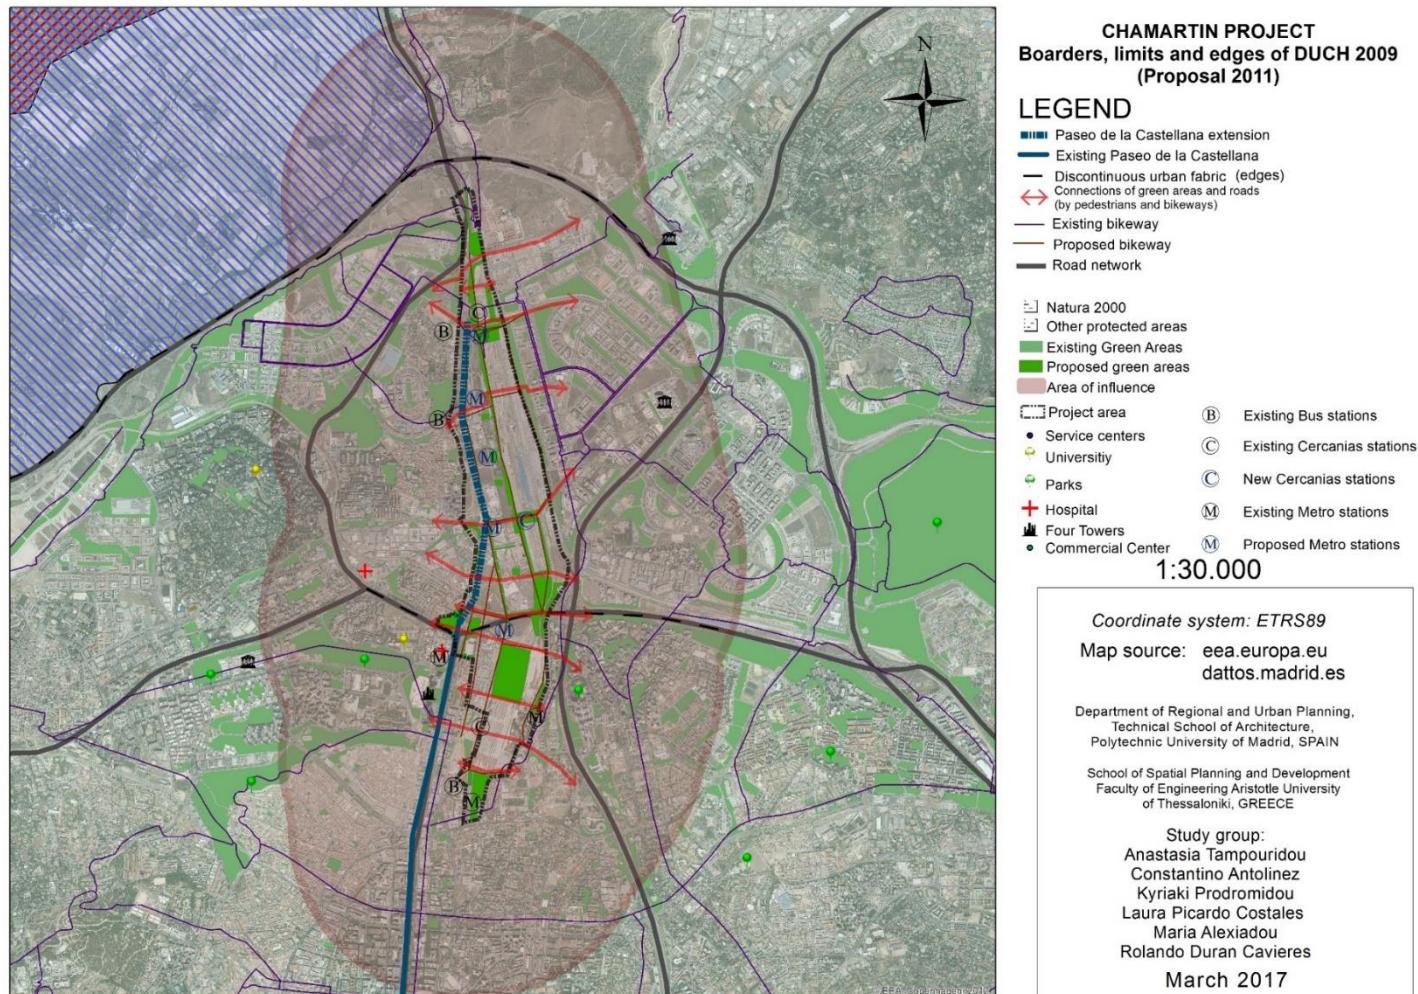 CHAMARTIN PROJECT
Boarders, limits and edges of DUCH 2009
(Proposal 2011)
N
LEGEND
Paseo de la Castellana extension
Existing Paseo de la Castellana
Discontinuous urban fabric (edges)
Connections of green areas and roads
(by pedestrians and bikeways)
Existing bikeway
Proposed bikeway
Road network
Natura 2000
Other protected areas
Existing Green Areas
Proposed green areas
Area of influence
Project area
Service centers
Universitiy
Parks
Hospital
Four Towers
Commercial Center
B Existing Bus stations
C Existing Cercanias stations
C New Cercanias stations
M Existing Metro stations
M Proposed Metro stations
1:30.000
Coordinate system: ETRS89
Map source: eea.europa.eu
dattos.madrid.es
Department of Regional and Urban Planning,
Technical School of Architecture,
Polytechnic University of Madrid, SPAIN
School of Spatial Planning and Development
Faculty of Engineering Aristotle University
of Thessaloniki, GREECE
Study group:
Anastasia Tampouridou
Constantino Antolinez
Kyriaki Prodromidou
Laura Picardo Costales
Maria Alexiadou
Rolando Duran Cavieres
March 2017
C
B
M
M
B
M
C
M
M
M
C
M
B
M